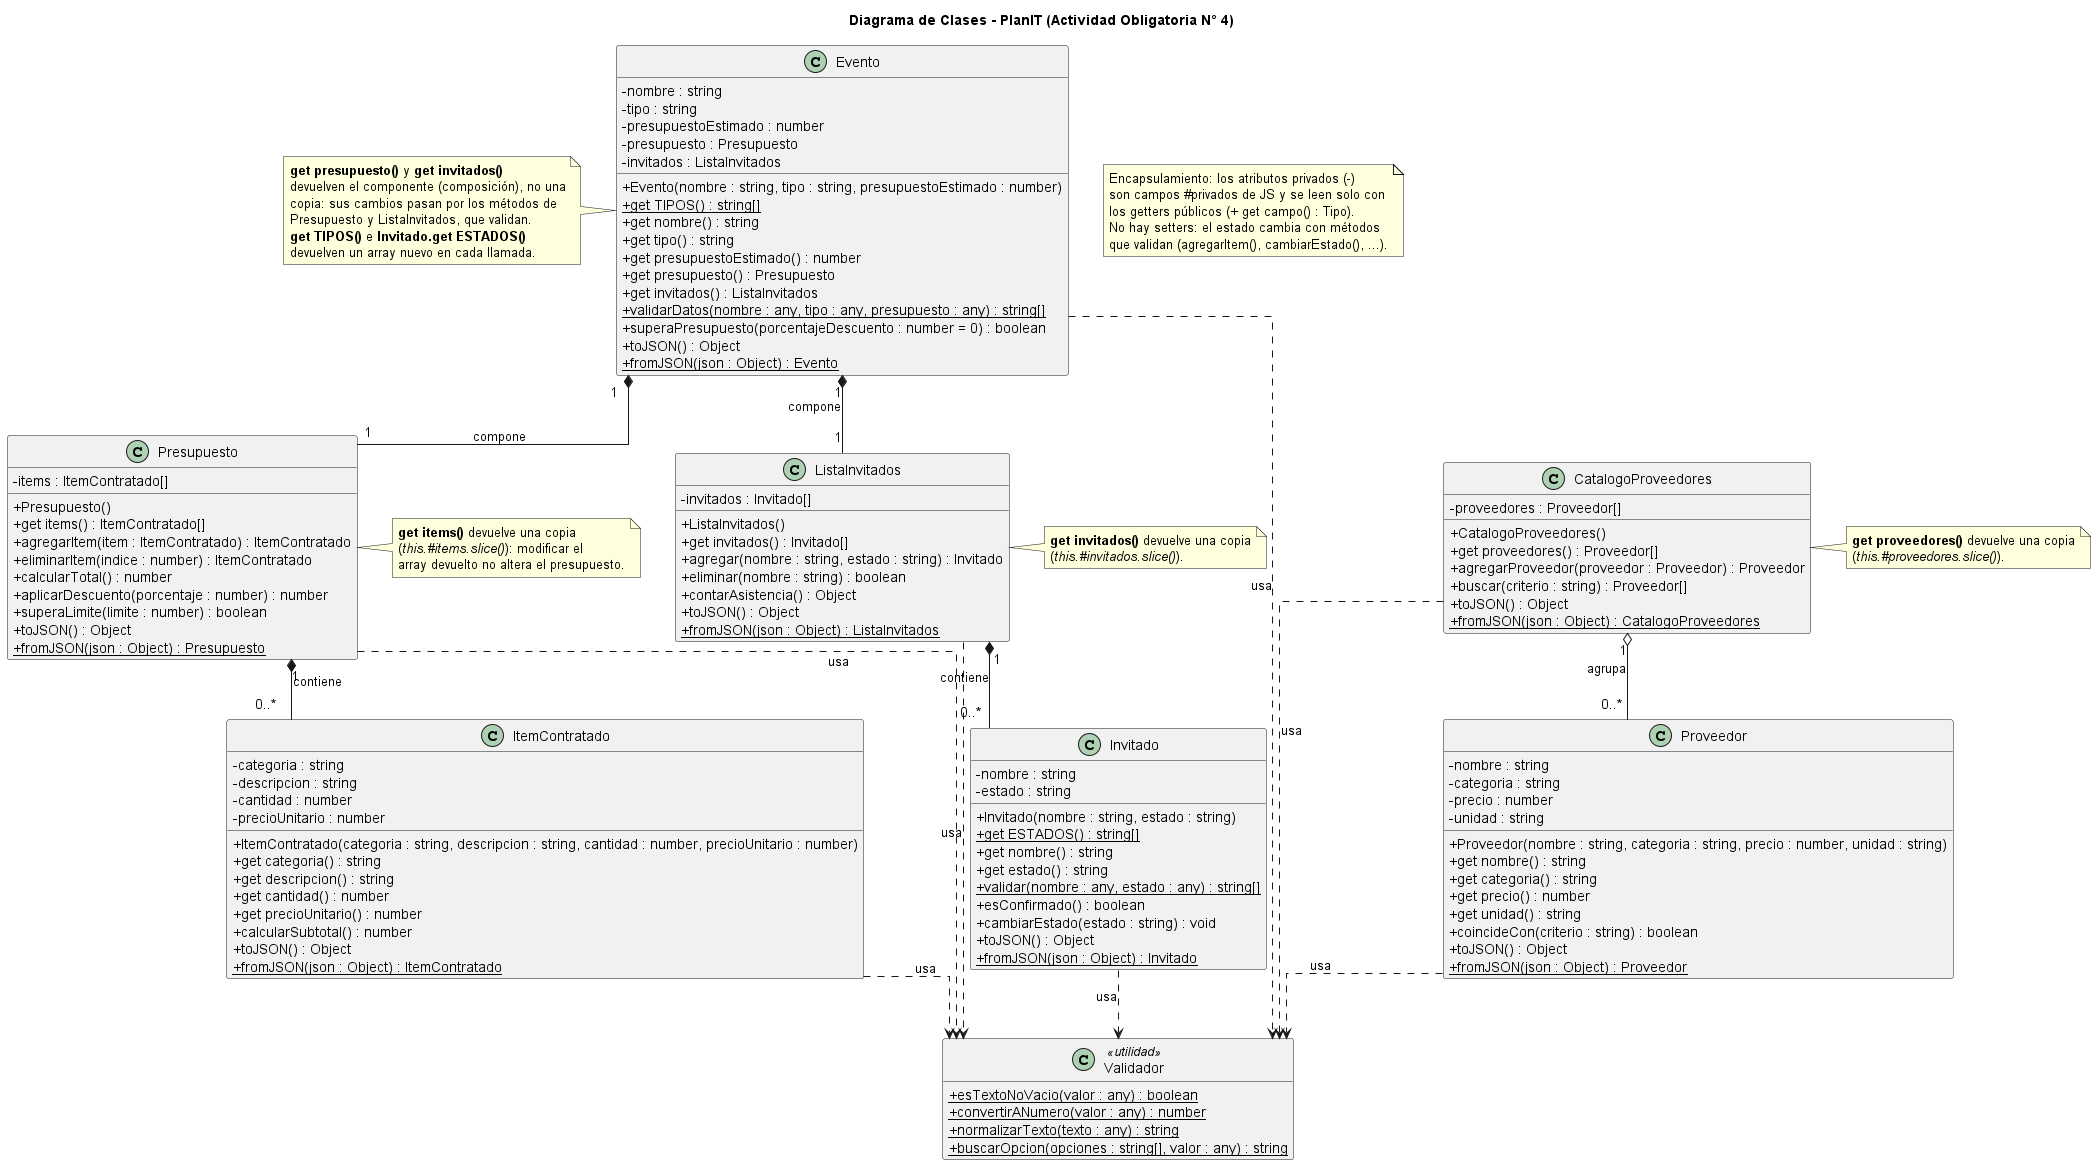 Diagrama de Clases - PlanIT (Actividad Obligatoria N° 4)
C Evento
-nombre : string
-tipo : string
-presupuestoEstimado : number
-presupuesto : Presupuesto
-invitados : ListaInvitados
+Evento(nombre : string, tipo : string, presupuestoEstimado : number)
+get TIPOS() : string[]
+get nombre() : string
+get tipo() : string
+get presupuestoEstimado() : number
+get presupuesto() : Presupuesto
+get invitados() : ListaInvitados
+validarDatos(nombre : any, tipo : any, presupuesto : any) : string[]
+superaPresupuesto(porcentajeDescuento : number = 0) : boolean
+toJSON() : Object
+fromJSON(json : Object) : Evento
get presupuesto() y get invitados()
devuelven el componente (composición), no una
copia: sus cambios pasan por los métodos de
Presupuesto y ListaInvitados, que validan.
get TIPOS() e Invitado.get ESTADOS()
devuelven un array nuevo en cada llamada.
Encapsulamiento: los atributos privados (-)
son campos #privados de JS y se leen solo con
los getters públicos (+ get campo() : Tipo).
No hay setters: el estado cambia con métodos
que validan (agregarItem(), cambiarEstado(), ...).
1
1
compone
1
compone
1
usa
C Presupuesto
-items : ItemContratado[]
+Presupuesto()
+get items() : ItemContratado[]
+agregarItem(item : ItemContratado) : ItemContratado
+eliminarItem(indice : number) : ItemContratado
+calcularTotal() : number
+aplicarDescuento(porcentaje : number) : number
+superaLimite(limite : number) : boolean
+toJSON() : Object
+fromJSON(json : Object) : Presupuesto
get items() devuelve una copia
(this.#items.slice()): modificar el
array devuelto no altera el presupuesto.
C ListaInvitados
-invitados : Invitado[]
+ListaInvitados()
+get invitados() : Invitado[]
+agregar(nombre : string, estado : string) : Invitado
+eliminar(nombre : string) : boolean
+contarAsistencia() : Object
+toJSON() : Object
+fromJSON(json : Object) : ListaInvitados
get invitados() devuelve una copia
(this.#invitados.slice()).
C CatalogoProveedores
-proveedores : Proveedor[]
+CatalogoProveedores()
+get proveedores() : Proveedor[]
+agregarProveedor(proveedor : Proveedor) : Proveedor
+buscar(criterio : string) : Proveedor[]
+toJSON() : Object
+fromJSON(json : Object) : CatalogoProveedores
get proveedores() devuelve una copia
(this.#proveedores.slice()).
1
contiene
0..*
usa
1
contiene
0..*
usa
1
agrupa
0..*
usa
C ItemContratado
-categoria : string
-descripcion : string
-cantidad : number
-precioUnitario : number
+ItemContratado(categoria : string, descripcion : string, cantidad : number, precioUnitario : number)
+get categoria() : string
+get descripcion() : string
+get cantidad() : number
+get precioUnitario() : number
+calcularSubtotal() : number
+toJSON() : Object
+fromJSON(json : Object) : ItemContratado
usa
C Invitado
-nombre : string
-estado : string
+Invitado(nombre : string, estado : string)
+get ESTADOS() : string[]
+get nombre() : string
+get estado() : string
+validar(nombre : any, estado : any) : string[]
+esConfirmado() : boolean
+cambiarEstado(estado : string) : void
+toJSON() : Object
+fromJSON(json : Object) : Invitado
usa
C Proveedor
-nombre : string
-categoria : string
-precio : number
-unidad : string
+Proveedor(nombre : string, categoria : string, precio : number, unidad : string)
+get nombre() : string
+get categoria() : string
+get precio() : number
+get unidad() : string
+coincideCon(criterio : string) : boolean
+toJSON() : Object
+fromJSON(json : Object) : Proveedor
usa
C «utilidad»
Validador
+esTextoNoVacio(valor : any) : boolean
+convertirANumero(valor : any) : number
+normalizarTexto(texto : any) : string
+buscarOpcion(opciones : string[], valor : any) : string